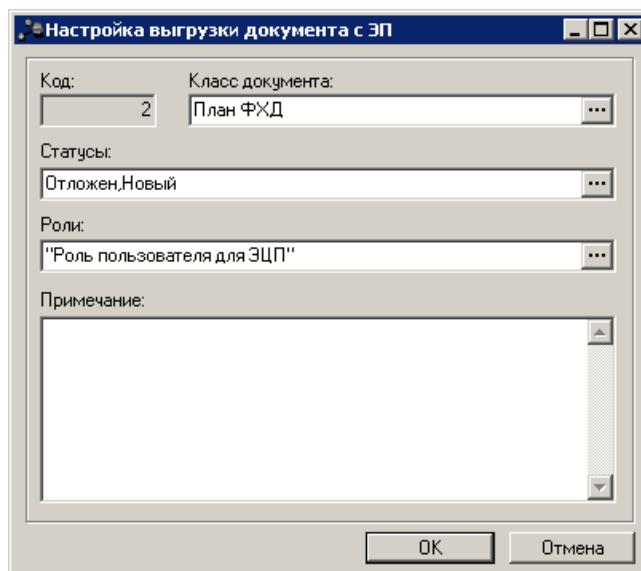 Настройка выгрузки документа с ЭП
Код: Класс документа:
2 План ФХД ...
Статусы:
Отложен,Новый ...
Роли:
"Роль пользователя для ЭЦП" ...
Примечание:
OK Отмена